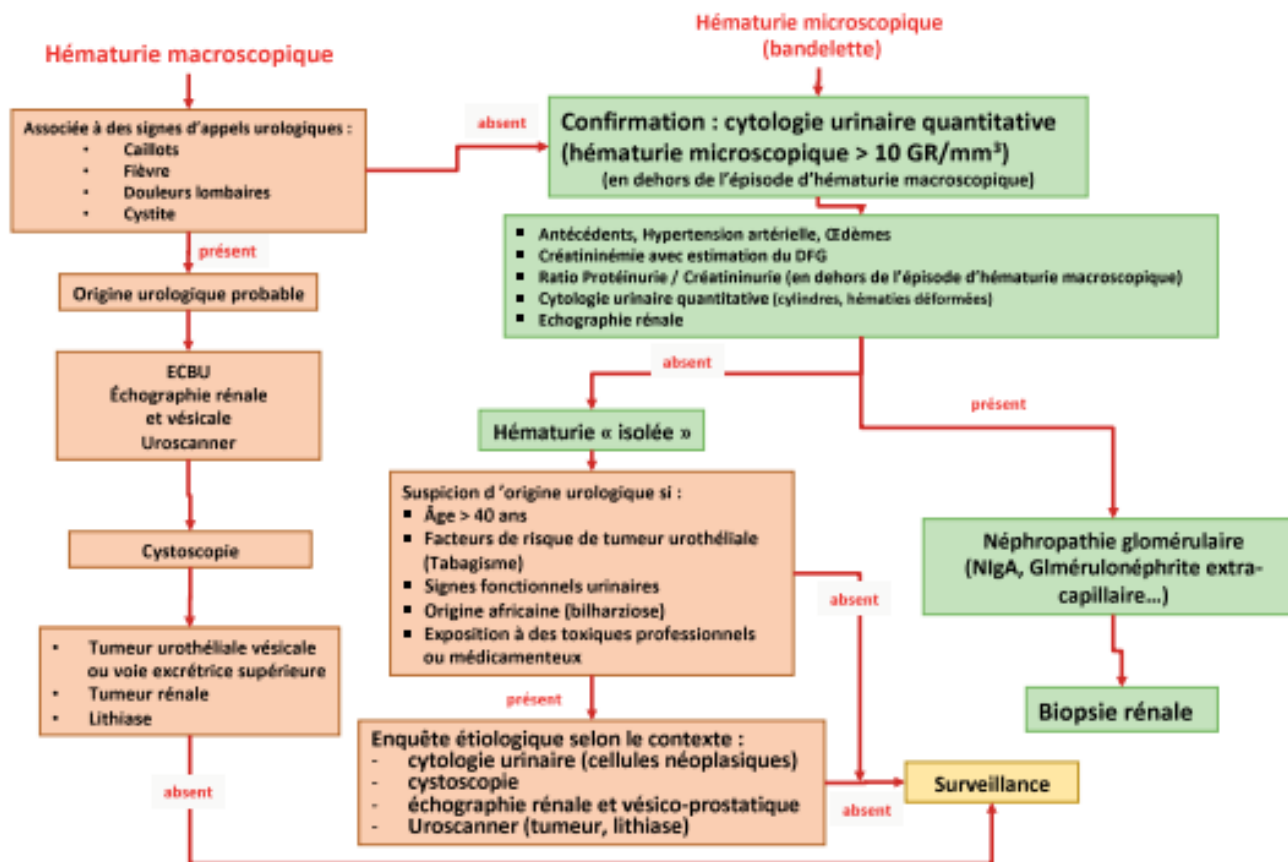 Hématurie macroscopique
Associée à des signes d'appels urologiques :
• Caillots
• Fièvre
• Douleurs lombaires
• Cystite
présent
Origine urologique probable
ECBU
Échographie rénale
et vésicale
Uroscanner
Cystoscopie
• Tumeur urothéliale vésicale
ou voie excrétrice supérieure
• Tumeur rénale
• Lithiase
absent
absent
Hématurie microscopique
(bandelette)
Confirmation : cytologie urinaire quantitative
(hématurie microscopique > 10 GR/mm³)
(en dehors de l'épisode d'hématurie macroscopique)
▪ Antécédents, Hypertension artérielle, Œdèmes
▪ Créatininémie avec estimation du DFG
▪ Ratio Protéinurie / Créatininurie (en dehors de l'épisode d'hématurie macroscopique)
▪ Cytologie urinaire quantitative (cylindres, hématies déformées)
▪ Echographie rénale
absent
Hématurie « isolée »
Suspicion d 'origine urologique si :
▪ Âge > 40 ans
▪ Facteurs de risque de tumeur urothéliale
(Tabagisme)
▪ Signes fonctionnels urinaires
▪ Origine africaine (bilharziose)
▪ Exposition à des toxiques professionnels
ou médicamenteux
absent
présent
Enquête étiologique selon le contexte :
- cytologie urinaire (cellules néoplasiques)
- cystoscopie
- échographie rénale et vésico-prostatique
- Uroscanner (tumeur, lithiase)
absent
Surveillance
présent
Néphropathie glomérulaire
(NIgA, Glmérulonéphrite extra-
capillaire...)
Biopsie rénale